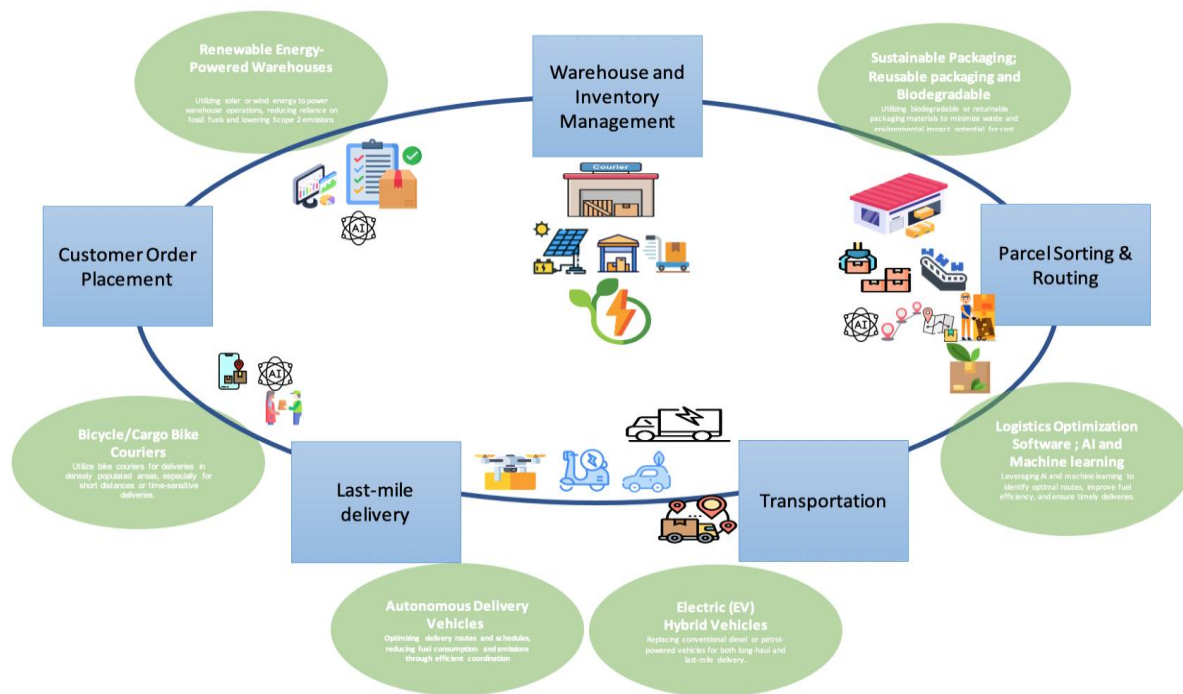 Renewable Energy-
Powered Warehouses
Utilizing solar or wind energy to power
warehouse operations, reducing reliance on
fossil fuels and lowering Scope 2 emissions
Warehouse and
Inventory
Management
Sustainable Packaging;
Reusable packaging and
Biodegradable
Utilizing biodegradable or returnable
packaging materials to minimize waste and
environmental impact, potential for cost
Courier
AI
Customer Order
Placement
Parcel Sorting &
Routing
AI
AI
Bicycle/Cargo Bike
Couriers
Utilize bike couriers for deliveries in
densely populated areas, especially for
short distances or time-sensitive
deliveries.
Logistics Optimization
Software ; AI and
Machine learning
Leveraging AI and machine learning to
identify optimal routes, improve fuel
efficiency, and ensure timely deliveries.
Last-mile
delivery
Transportation
Autonomous Delivery
Vehicles
Optimizing delivery routes and schedules,
reducing fuel consumption and emissions
through efficient coordination
Electric (EV)
Hybrid Vehicles
Replacing conventional diesel or petrol-
powered vehicles for both long-haul and
last-mile delivery.